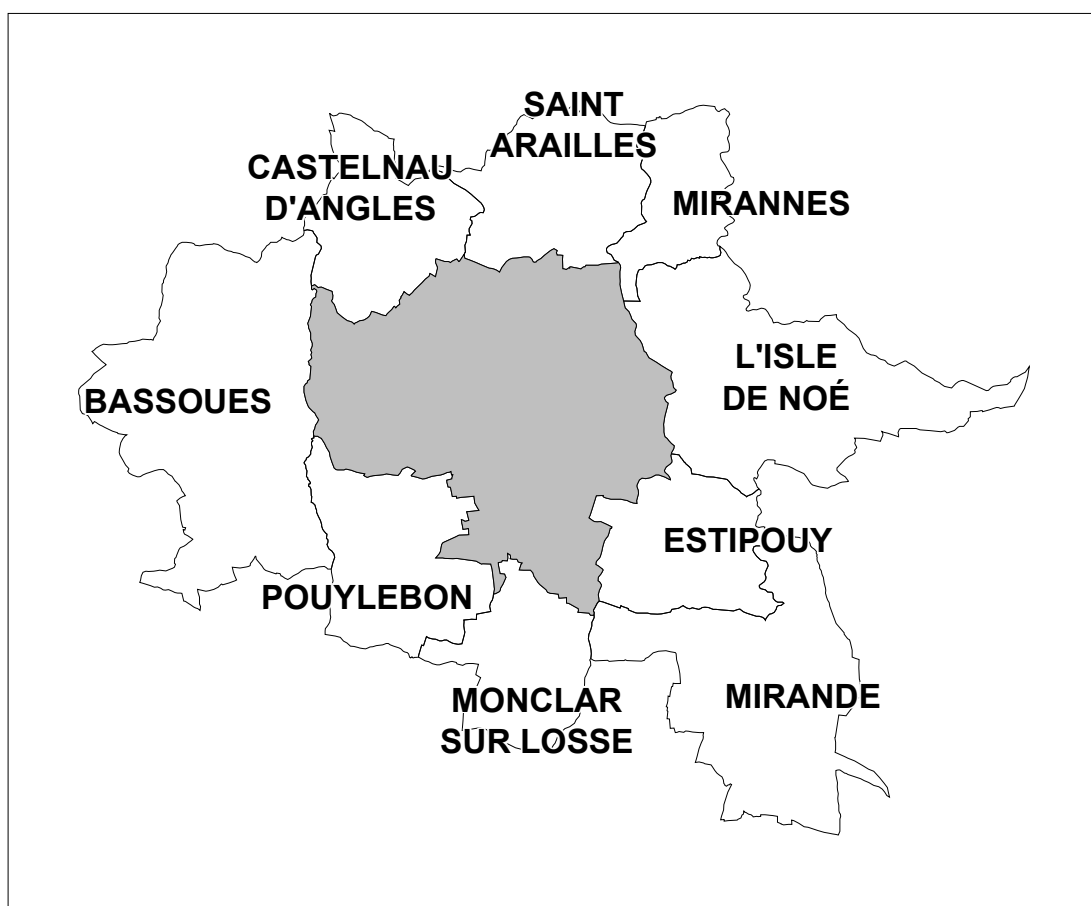 SAINT
ARAILLES
CASTELNAU
D'ANGLES
MIRANNES
L'ISLE
DE NOÉ
BASSOUES
ESTIPOUY
POUYLEBON
MIRANDE
MONCLAR
SUR LOSSE